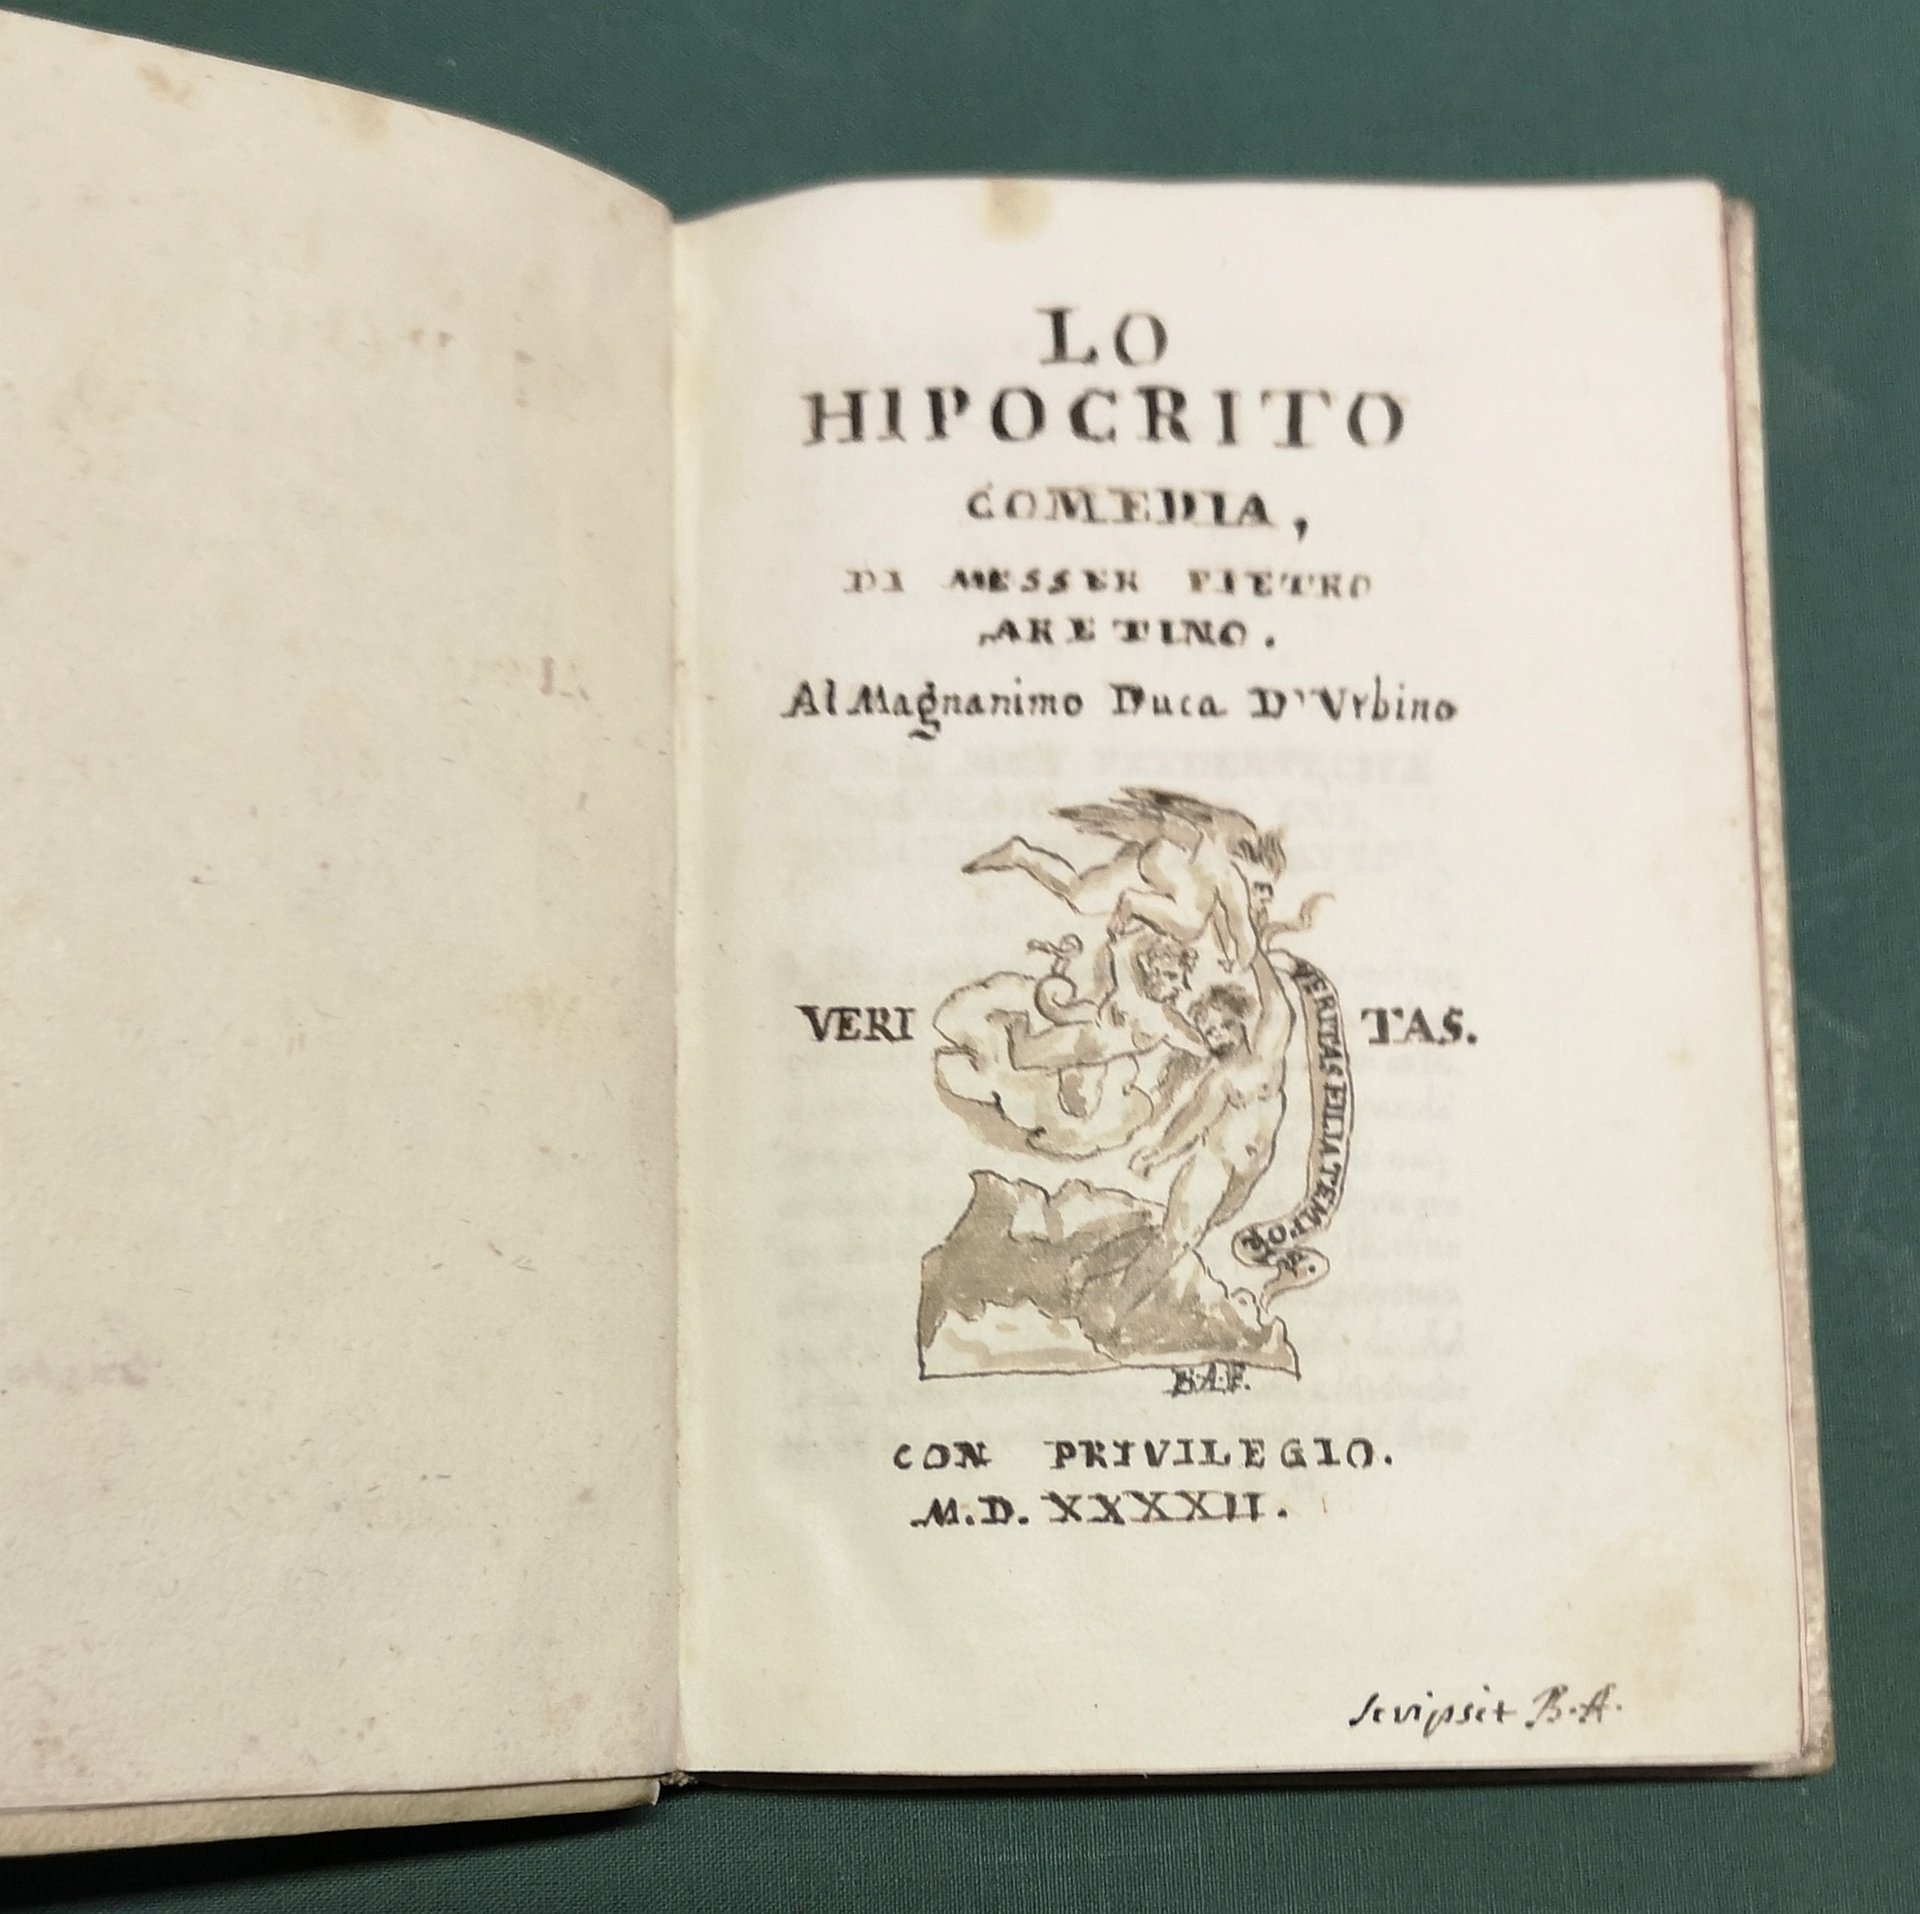 LO
HIPOCRITO
COMEDIA,
DI MESSER PIETRO
ARETINO.
Al Magnanimo Duca D'Vrbino
VERI TAS.
VERITAS FILIA TEMPOR
B.A.F.
CON PRIVILEGIO.
M.D. XXXXII.
scripsit B.A.